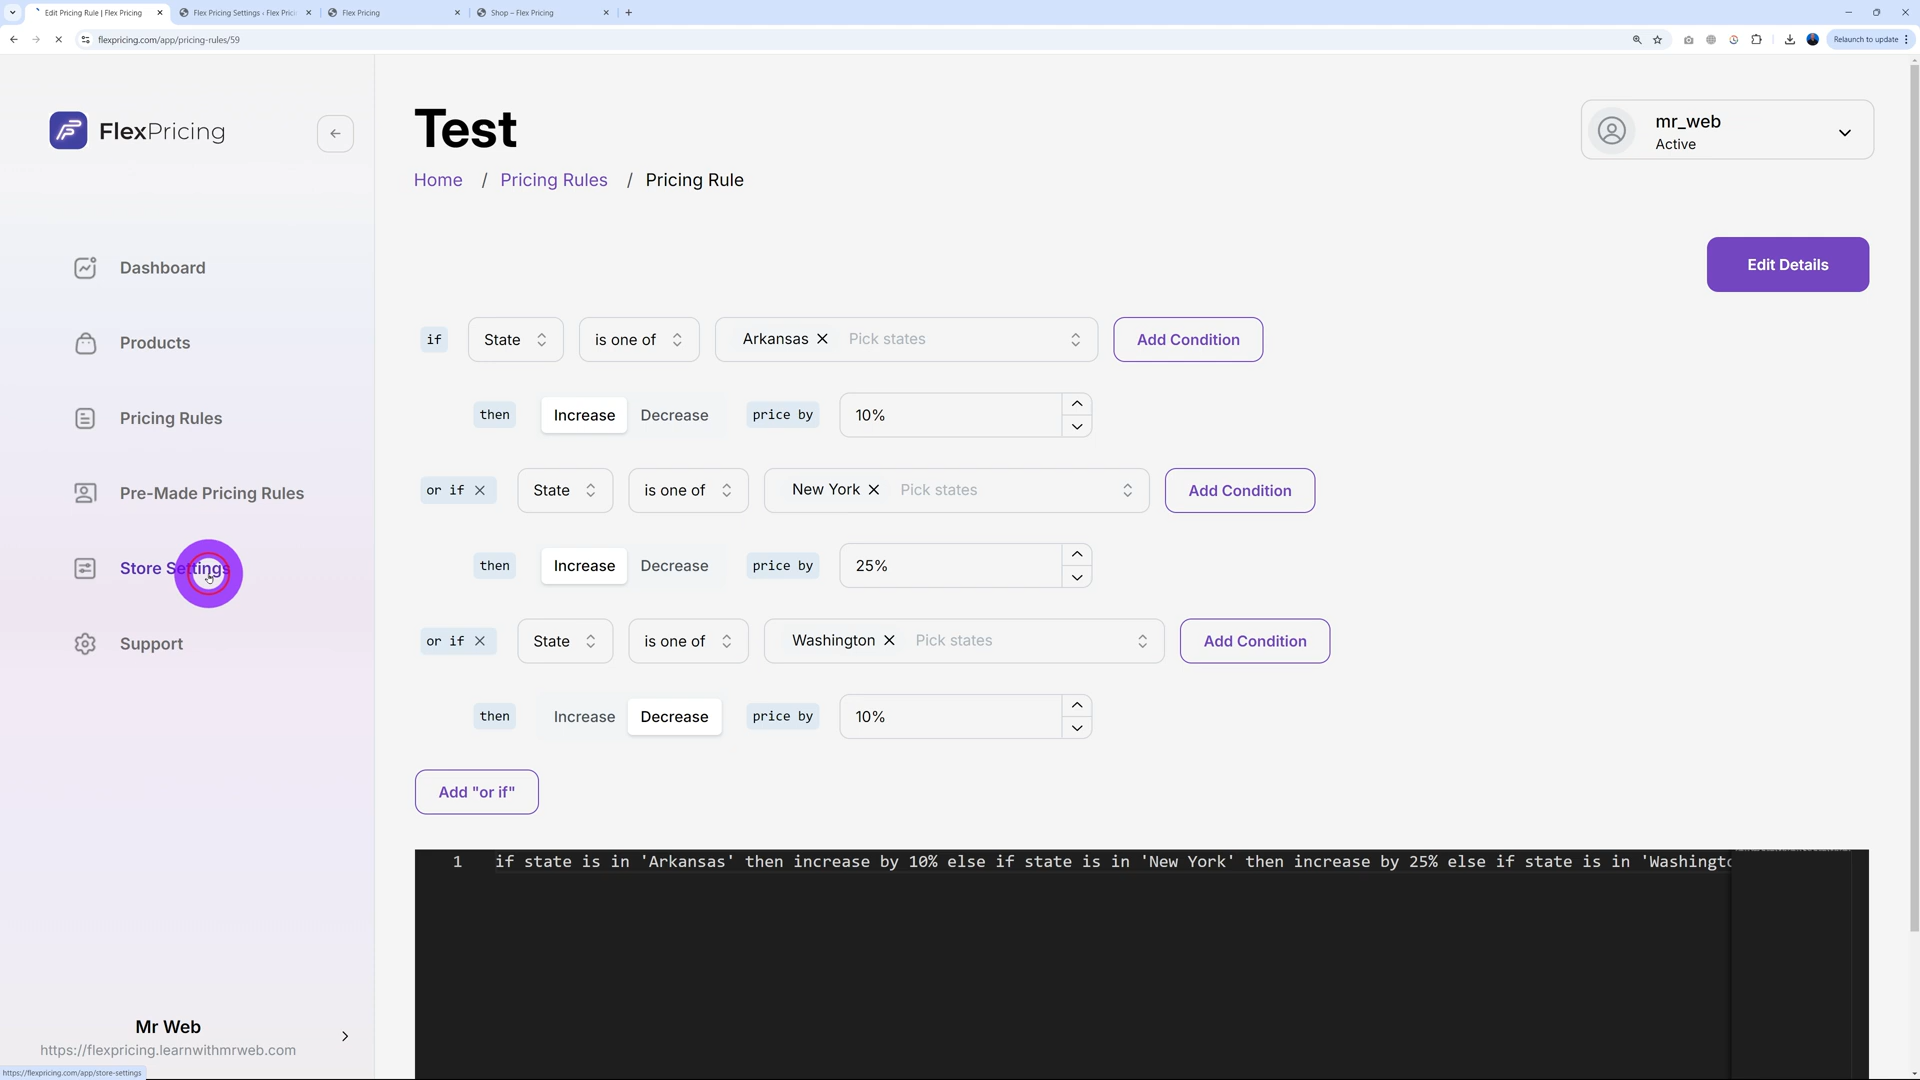 Edit Pricing Rule | Flex Pricing
Flex Pricing Settings ‹ Flex Pric
Flex Pricing
Shop – Flex Pricing
flexpricing.com/app/pricing-rules/59
Relaunch to update
FlexPricing
Test
mr_web
Active
Home / Pricing Rules / Pricing Rule
Dashboard
Products
Pricing Rules
Pre-Made Pricing Rules
Store Settings
Support
Edit Details
if State is one of Arkansas Pick states Add Condition
then Increase Decrease price by 10%
or if State is one of New York Pick states Add Condition
then Increase Decrease price by 25%
or if State is one of Washington Pick states Add Condition
then Increase Decrease price by 10%
Add "or if"
1 if state is in 'Arkansas' then increase by 10% else if state is in 'New York' then increase by 25% else if state is in 'Washingto
Mr Web
https://flexpricing.learnwithmrweb.com
https://flexpricing.com/app/store-settings